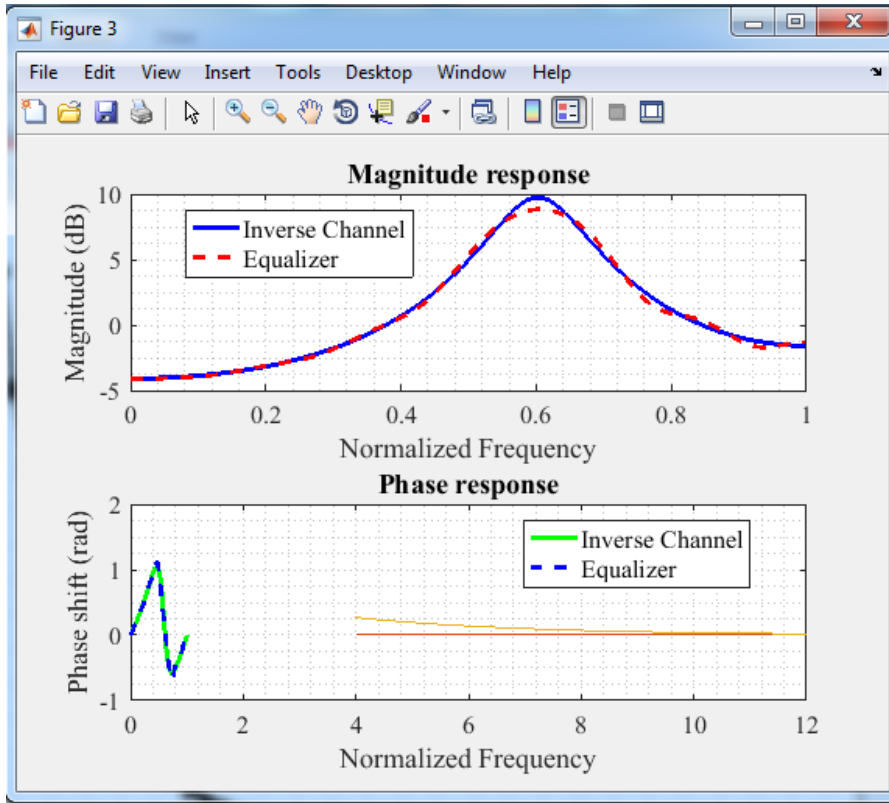 Figure 3
File Edit View Insert Tools Desktop Window Help
Magnitude response
Magnitude (dB)
10
5
0
-5
Inverse Channel
Equalizer
0 0.2 0.4 0.6 0.8 1
Normalized Frequency
Phase response
Phase shift (rad)
2
1
0
-1
Inverse Channel
Equalizer
0 2 4 6 8 10 12
Normalized Frequency